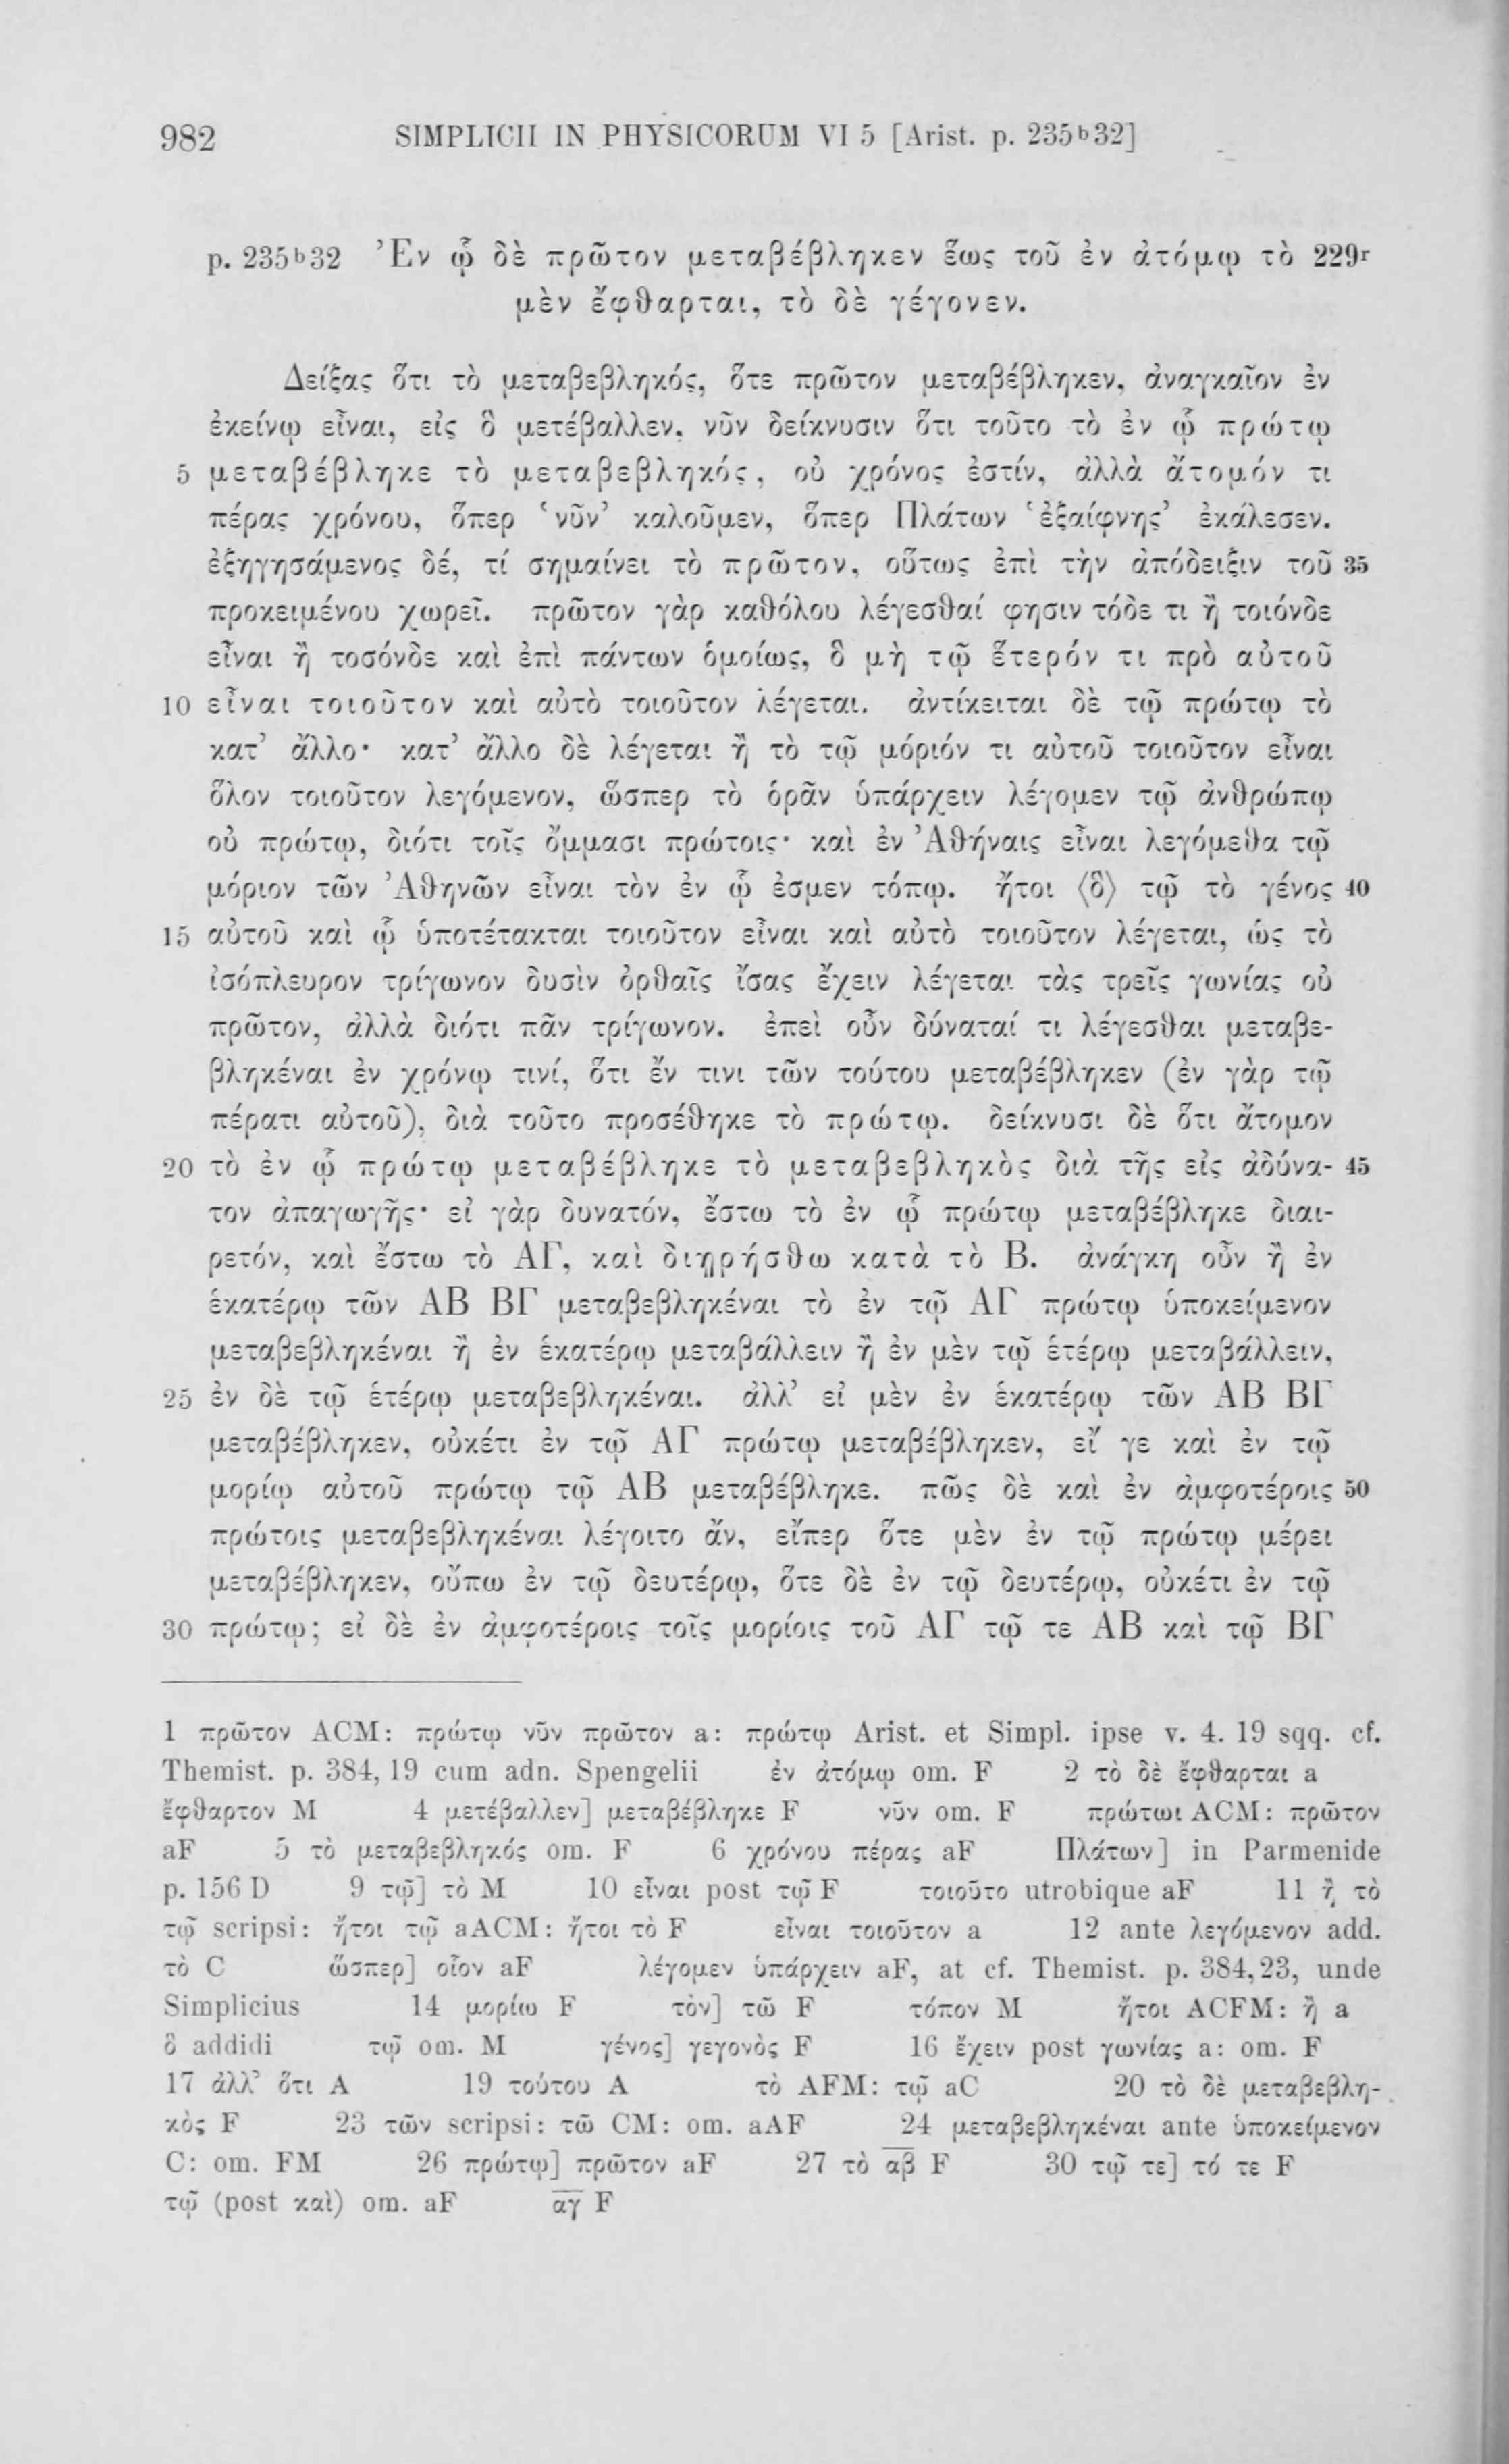 982 SIMPLICII IN PHYSICORUM VI 5 [Arist. p. 235ᵇ32]
p. 235ᵇ32 Ἐν ᾧ δὲ πρῶτον μεταβέβληκεν ἕως τοῦ ἐν ἀτόμῳ τὸ 229ʳ
μὲν ἔφθαρται, τὸ δὲ γέγονεν.
Δείξας ὅτι τὸ μεταβεβληκός, ὅτε πρῶτον μεταβέβληκεν, ἀναγκαῖον ἐν
ἐκείνῳ εἶναι, εἰς ὃ μετέβαλλεν, νῦν δείκνυσιν ὅτι τοῦτο τὸ ἐν ᾧ πρώτῳ
5 μεταβέβληκε τὸ μεταβεβληκός, οὐ χρόνος ἐστίν, ἀλλὰ ἄτομόν τι
πέρας χρόνου, ὅπερ ‘νῦν’ καλοῦμεν, ὅπερ Πλάτων ‘ἐξαίφνης’ ἐκάλεσεν.
ἐξηγησάμενος δέ, τί σημαίνει τὸ πρῶτον, οὕτως ἐπὶ τὴν ἀπόδειξιν τοῦ 35
προκειμένου χωρεῖ. πρῶτον γὰρ καθόλου λέγεσθαί φησιν τόδε τι ἢ τοιόνδε
εἶναι ἢ τοσόνδε καὶ ἐπὶ πάντων ὁμοίως, ὃ μὴ τῷ ἕτερόν τι πρὸ αὐτοῦ
10 εἶναι τοιοῦτον καὶ αὐτὸ τοιοῦτον λέγεται. ἀντίκειται δὲ τῷ πρώτῳ τὸ
κατ’ ἄλλο· κατ’ ἄλλο δὲ λέγεται ἢ τὸ τῷ μόριόν τι αὐτοῦ τοιοῦτον εἶναι
ὅλον τοιοῦτον λεγόμενον, ὥσπερ τὸ ὁρᾶν ὑπάρχειν λέγομεν τῷ ἀνθρώπῳ
οὐ πρώτῳ, διότι τοῖς ὄμμασι πρώτοις· καὶ ἐν Ἀθήναις εἶναι λεγόμεθα τῷ
μόριον τῶν Ἀθηνῶν εἶναι τὸν ἐν ᾧ ἐσμεν τόπῳ. ἤτοι ⟨ὃ⟩ τῷ τὸ γένος 40
15 αὐτοῦ καὶ ᾧ ὑποτέτακται τοιοῦτον εἶναι καὶ αὐτὸ τοιοῦτον λέγεται, ὡς τὸ
ἰσόπλευρον τρίγωνον δυσὶν ὀρθαῖς ἴσας ἔχειν λέγεται τὰς τρεῖς γωνίας οὐ
πρῶτον, ἀλλὰ διότι πᾶν τρίγωνον. ἐπεὶ οὖν δύναταί τι λέγεσθαι μεταβε-
βληκέναι ἐν χρόνῳ τινί, ὅτι ἔν τινι τῶν τούτου μεταβέβληκεν (ἐν γὰρ τῷ
πέρατι αὐτοῦ), διὰ τοῦτο προσέθηκε τὸ πρώτῳ. δείκνυσι δὲ ὅτι ἄτομον
20 τὸ ἐν ᾧ πρώτῳ μεταβέβληκε τὸ μεταβεβληκὸς διὰ τῆς εἰς ἀδύνα- 45
τον ἀπαγωγῆς· εἰ γὰρ δυνατόν, ἔστω τὸ ἐν ᾧ πρώτῳ μεταβέβληκε διαι-
ρετόν, καὶ ἔστω τὸ ΑΓ, καὶ διῃρήσθω κατὰ τὸ Β. ἀνάγκη οὖν ἢ ἐν
ἑκατέρῳ τῶν ΑΒ ΒΓ μεταβεβληκέναι τὸ ἐν τῷ ΑΓ πρώτῳ ὑποκείμενον
μεταβεβληκέναι ἢ ἐν ἑκατέρῳ μεταβάλλειν ἢ ἐν μὲν τῷ ἑτέρῳ μεταβάλλειν,
25 ἐν δὲ τῷ ἑτέρῳ μεταβεβληκέναι. ἀλλ’ εἰ μὲν ἐν ἑκατέρῳ τῶν ΑΒ ΒΓ
μεταβέβληκεν, οὐκέτι ἐν τῷ ΑΓ πρώτῳ μεταβέβληκεν, εἴ γε καὶ ἐν τῷ
μορίῳ αὐτοῦ πρώτῳ τῷ ΑΒ μεταβέβληκε. πῶς δὲ καὶ ἐν ἀμφοτέροις 50
πρώτοις μεταβεβληκέναι λέγοιτο ἄν, εἴπερ ὅτε μὲν ἐν τῷ πρώτῳ μέρει
μεταβέβληκεν, οὔπω ἐν τῷ δευτέρῳ, ὅτε δὲ ἐν τῷ δευτέρῳ, οὐκέτι ἐν τῷ
30 πρώτῳ; εἰ δὲ ἐν ἀμφοτέροις τοῖς μορίοις τοῦ ΑΓ τῷ τε ΑΒ καὶ τῷ ΒΓ
1 πρῶτον ACM: πρώτῳ νῦν πρῶτον a: πρώτῳ Arist. et Simpl. ipse v. 4. 19 sqq. cf.
Themist. p. 384,19 cum adn. Spengelii ἐν ἀτόμῳ om. F 2 τὸ δὲ ἔφθαρται a
ἔφθαρτον M 4 μετέβαλλεν] μεταβέβληκε F νῦν om. F πρώτωι ACM: πρῶτον
aF 5 τὸ μεταβεβληκός om. F 6 χρόνου πέρας aF Πλάτων] in Parmenide
p. 156 D 9 τῷ] τὸ M 10 εἶναι post τῷ F τοιοῦτο utrobique aF 11 ἢ τὸ
τῷ scripsi: ἤτοι τῷ aACM: ἤτοι τὸ F εἶναι τοιοῦτον a 12 ante λεγόμενον add.
τὸ C ὥσπερ] οἷον aF λέγομεν ὑπάρχειν aF, at cf. Themist. p. 384,23, unde
Simplicius 14 μορίω F τὸν] τῶ F τόπον M ἤτοι ACFM: ἢ a
ὃ addidi τῷ om. M γένος] γεγονὸς F 16 ἔχειν post γωνίας a: om. F
17 ἀλλ’ ὅτι A 19 τούτου A τὸ AFM: τῷ aC 20 τὸ δὲ μεταβεβλη-
κὸς F 23 τῶν scripsi: τῶ CM: om. aAF 24 μεταβεβληκέναι ante ὑποκείμενον
C: om. FM 26 πρώτῳ] πρῶτον aF 27 τὸ α̅β̅ F 30 τῷ τε] τό τε F
τῷ (post καὶ) om. aF α̅γ̅ F